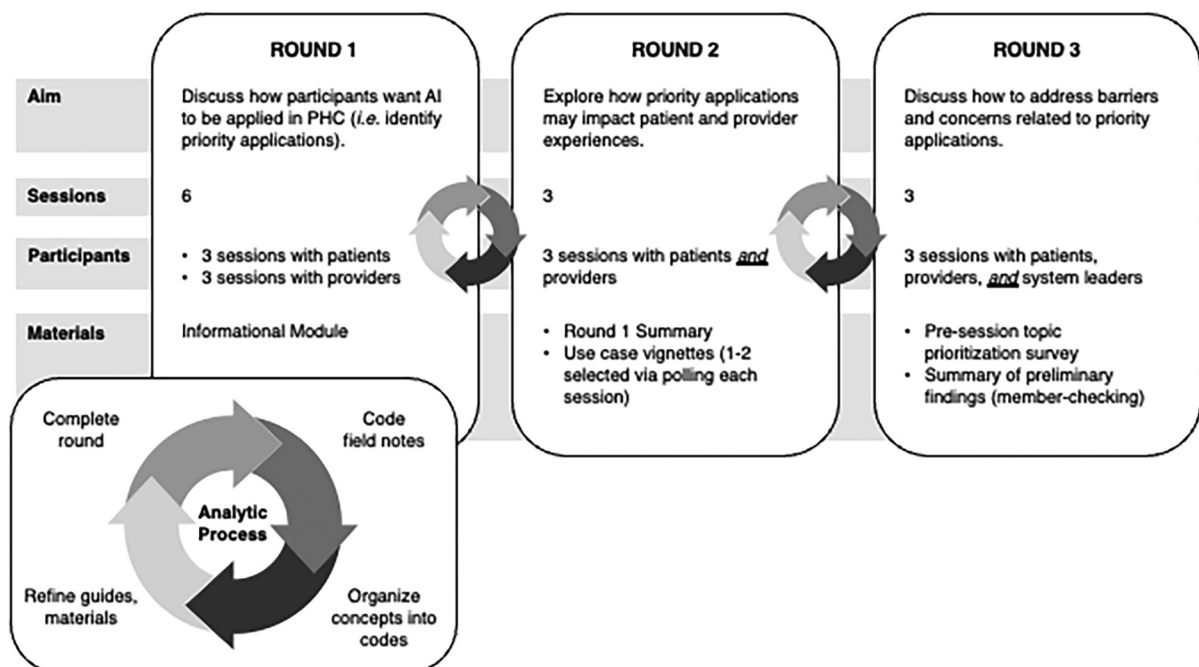 ROUND 1
ROUND 2
ROUND 3
Aim
Discuss how participants want AI
to be applied in PHC (i.e. identify
priority applications).
Explore how priority applications
may impact patient and provider
experiences.
Discuss how to address barriers
and concerns related to priority
applications.
Sessions
6
3
3
Participants
• 3 sessions with patients
• 3 sessions with providers
3 sessions with patients and
providers
3 sessions with patients,
providers, and system leaders
Materials
Informational Module
• Round 1 Summary
• Use case vignettes (1-2
selected via polling each
session)
• Pre-session topic
prioritization survey
• Summary of preliminary
findings (member-checking)
Complete
round
Code
field notes
Analytic
Process
Refine guides,
materials
Organize
concepts into
codes